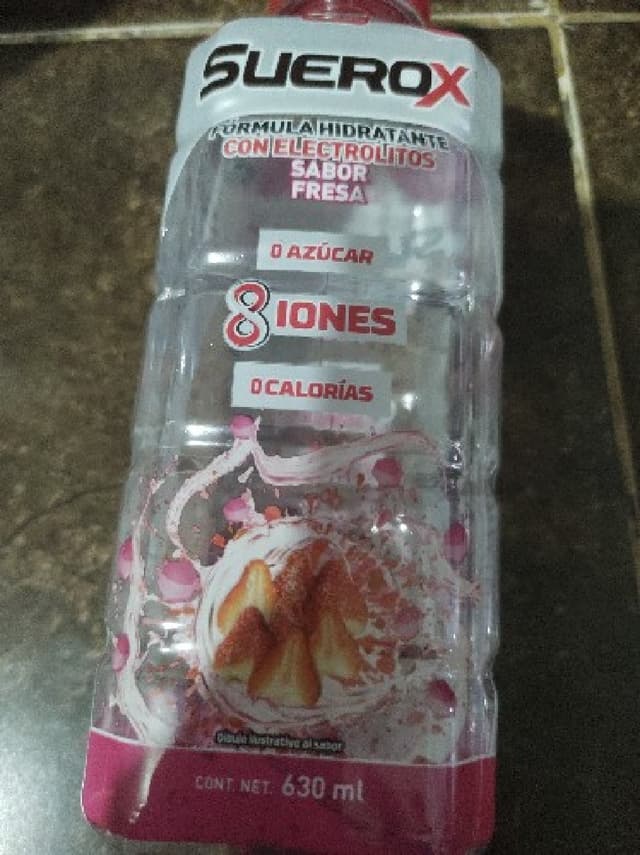 SUEROX
FÓRMULA HIDRATANTE
CON ELECTROLITOS
SABOR
FRESA
0 AZÚCAR
8 IONES
0 CALORÍAS
Dibujo ilustrativo al sabor
CONT. NET. 630 ml